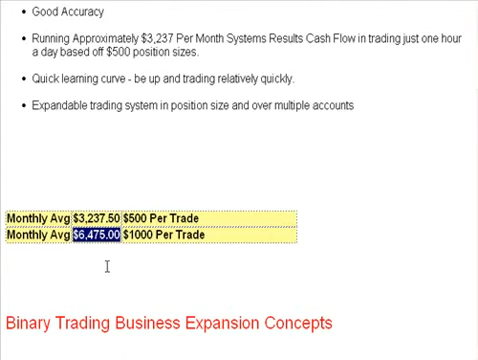 • Good Accuracy
• Running Approximately $3,237 Per Month Systems Results Cash Flow in trading just one hour
a day based off $500 position sizes.
• Quick learning curve - be up and trading relatively quickly.
• Expandable trading system in position size and over multiple accounts
Monthly Avg $3,237.50 $500 Per Trade
Monthly Avg $6,475.00 $1000 Per Trade
Binary Trading Business Expansion Concepts